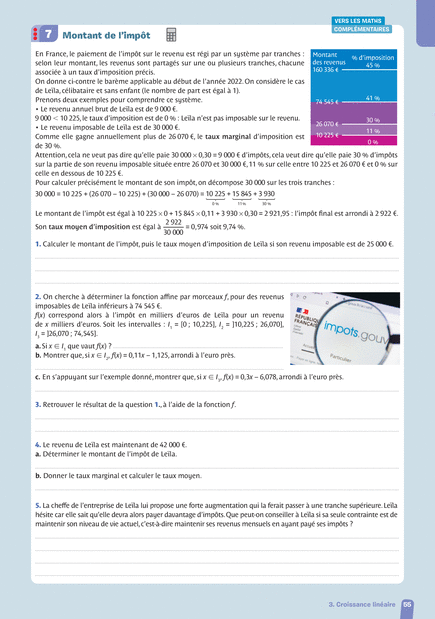 VERS LES MATHS
COMPLÉMENTAIRES
7 Montant de l'impôt
En France, le paiement de l'impôt sur le revenu est régi par un système par tranches :
selon leur montant, les revenus sont partagés sur une ou plusieurs tranches, chacune
associée à un taux d'imposition précis.
On donne ci-contre le barème applicable au début de l'année 2022. On considère le cas
de Leïla, célibataire et sans enfant (le nombre de part est égal à 1).
Prenons deux exemples pour comprendre ce système.
• Le revenu annuel brut de Leïla est de 9 000 €.
9 000 < 10 225, le taux d'imposition est de 0 % : Leïla n'est pas imposable sur le revenu.
• Le revenu imposable de Leïla est de 30 000 €.
Comme elle gagne annuellement plus de 26 070 €, le taux marginal d'imposition est
de 30 %.
Montant
des revenus
% d'imposition
160 336 €
45 %
74 545 €
41 %
26 070 €
30 %
10 225 €
11 %
0 %
Attention, cela ne veut pas dire qu'elle paie 30 000 × 0,30 = 9 000 € d'impôts, cela veut dire qu'elle paie 30 % d'impôts
sur la partie de son revenu imposable située entre 26 070 et 30 000 €, 11 % sur celle entre 10 225 et 26 070 € et 0 % sur
celle en dessous de 10 225 €.
Pour calculer précisément le montant de son impôt, on décompose 30 000 sur les trois tranches :
30 000 = 10 225 + (26 070 – 10 225) + (30 000 – 26 070) = 10 225 + 15 845 + 3 930
0 % 11 % 30 %
Le montant de l'impôt est égal à 10 225 × 0 + 15 845 × 0,11 + 3 930 × 0,30 = 2 921,95 : l'impôt final est arrondi à 2 922 €.
Son taux moyen d'imposition est égal à 2 922 / 30 000 = 0,974 soit 9,74 %.
1. Calculer le montant de l'impôt, puis le taux moyen d'imposition de Leïla si son revenu imposable est de 25 000 €.
2. On cherche à déterminer la fonction affine par morceaux f, pour des revenus
imposables de Leïla inférieurs à 74 545 €.
f(x) correspond alors à l'impôt en milliers d'euros de Leïla pour un revenu
de x milliers d'euros. Soit les intervalles : I₁ = [0 ; 10,225], I₂ = ]10,225 ; 26,070],
I₃ = ]26,070 ; 74,545].
a. Si x ∈ I₁ que vaut f(x) ?
b. Montrer que, si x ∈ I₂, f(x) = 0,11x – 1,125, arrondi à l'euro près.
RÉPUBLIQUE
FRANÇAISE
impots.gouv
Particulier
c. En s'appuyant sur l'exemple donné, montrer que, si x ∈ I₃, f(x) = 0,3x – 6,078, arrondi à l'euro près.
3. Retrouver le résultat de la question 1., à l'aide de la fonction f.
4. Le revenu de Leïla est maintenant de 42 000 €.
a. Déterminer le montant de l'impôt de Leïla.
b. Donner le taux marginal et calculer le taux moyen.
5. La cheffe de l'entreprise de Leïla lui propose une forte augmentation qui la ferait passer à une tranche supérieure. Leïla
hésite car elle sait qu'elle devra alors payer davantage d'impôts. Que peut-on conseiller à Leïla si sa seule contrainte est de
maintenir son niveau de vie actuel, c'est-à-dire maintenir ses revenus mensuels en ayant payé ses impôts ?
3. Croissance linéaire 55